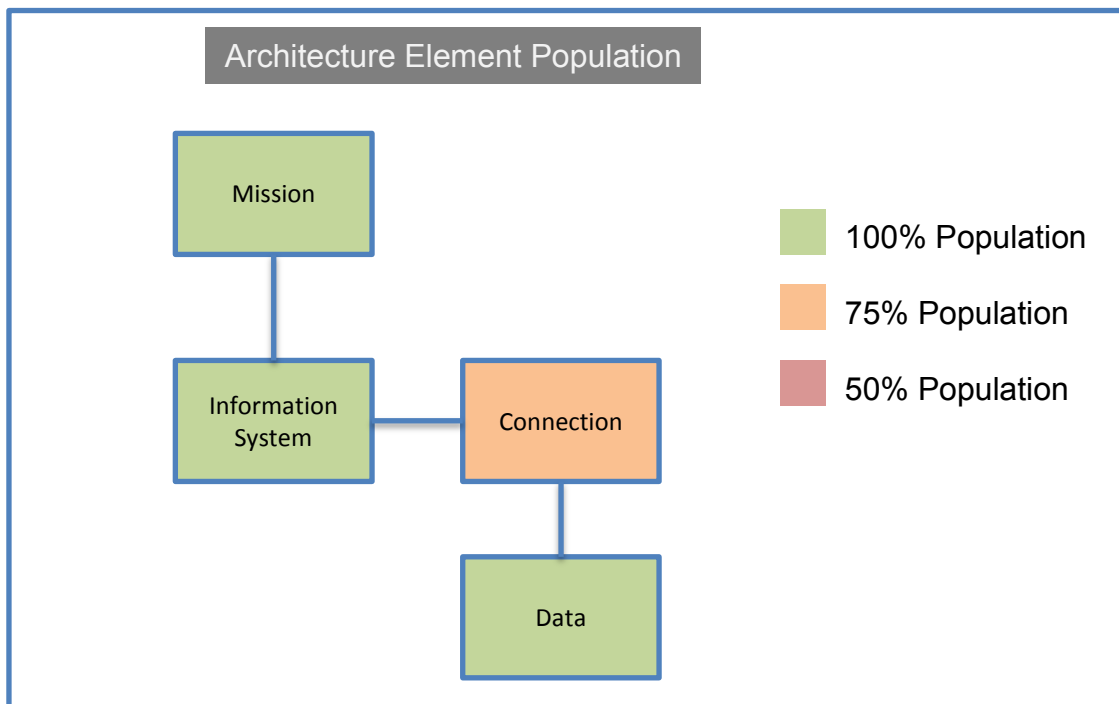 Architecture Element Population
Mission
100% Population
75% Population
Information
System
Connection
50% Population
Data